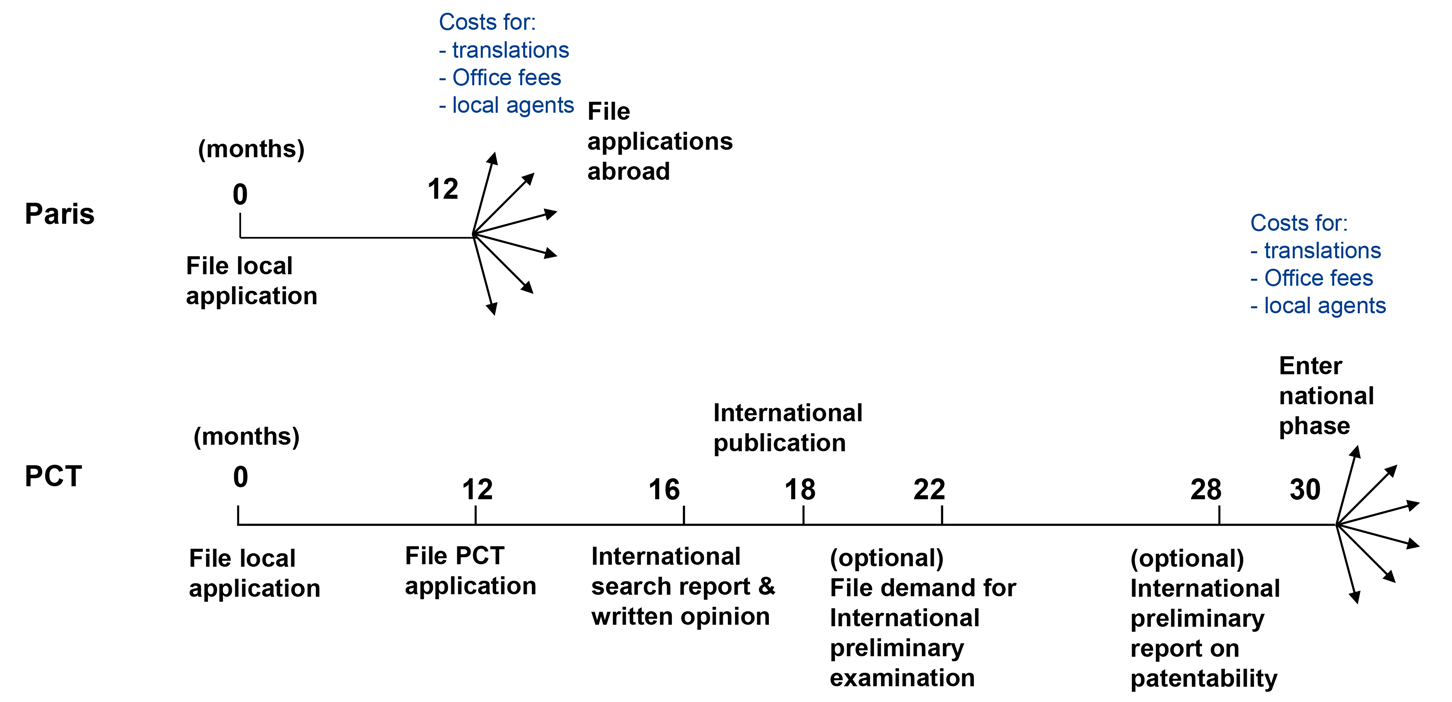 Costs for:
- translations
- Office fees
- local agents
File
applications
abroad
(months)
0
12
Paris
File local
application
Costs for:
- translations
- Office fees
- local agents
Enter
national
phase
International
publication
(months)
PCT
0
12
16
18
22
28
30
File local
application
File PCT
application
International
search report &
written opinion
(optional)
File demand for
International
preliminary
examination
(optional)
International
preliminary
report on
patentability